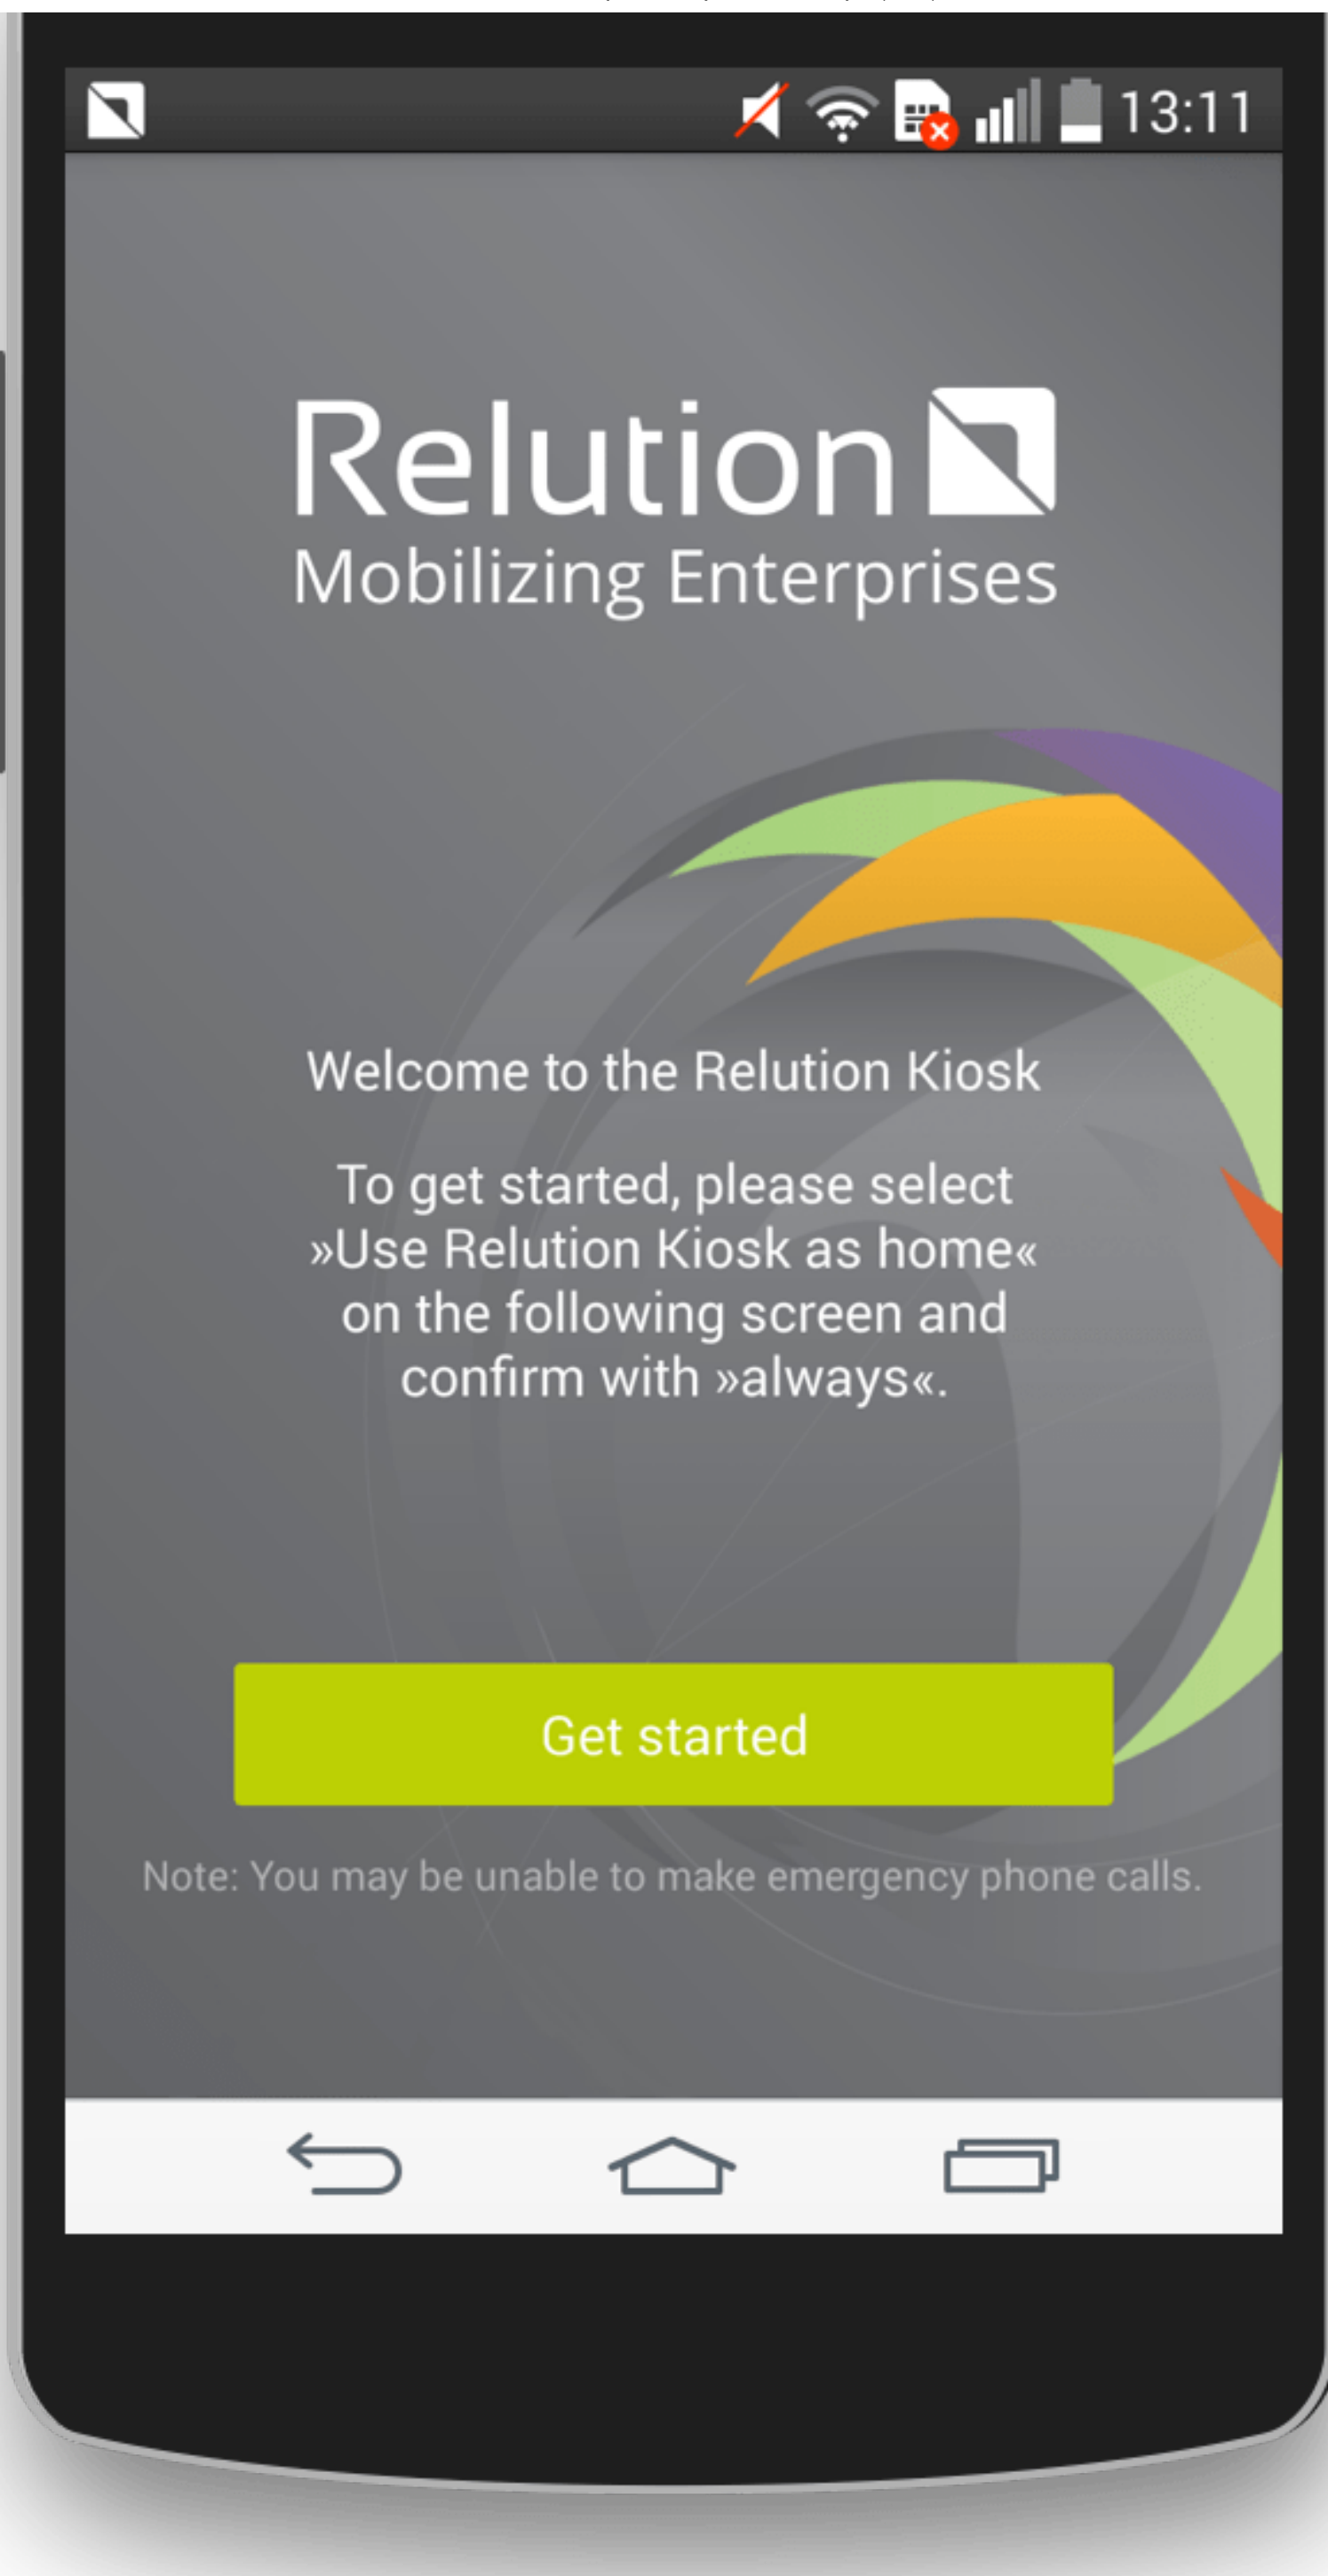 13:11
Relution
Mobilizing Enterprises
Welcome to the Relution Kiosk
To get started, please select
»Use Relution Kiosk as home«
on the following screen and
confirm with »always«.
Get started
Note: You may be unable to make emergency phone calls.